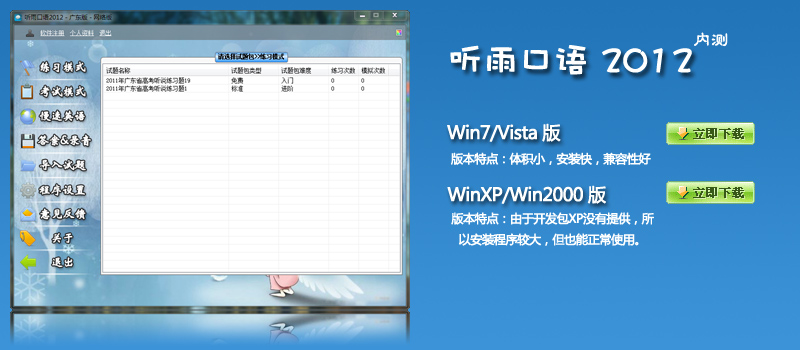 听雨口语2012 - 广东版 - 网络版
软件注册 个人资料 退出
请选择试题包>>练习模式
练习模式
考试模式
慢速英语
答案&录音
导入试题
程序设置
意见反馈
关于
退出
试题名称 试题包类型 试题包难度 练习次数 模拟次数
2011年广东省高考听说练习题19 免费 入门 0 0
2011年广东省高考听说练习题1 标准 进阶 0 0
听雨口语 2012 内测
Win7/Vista 版
立即下载
版本特点：体积小，安装快，兼容性好
WinXP/Win2000 版
立即下载
版本特点：由于开发包XP没有提供，所
以安装程序较大，但也能正常使用。